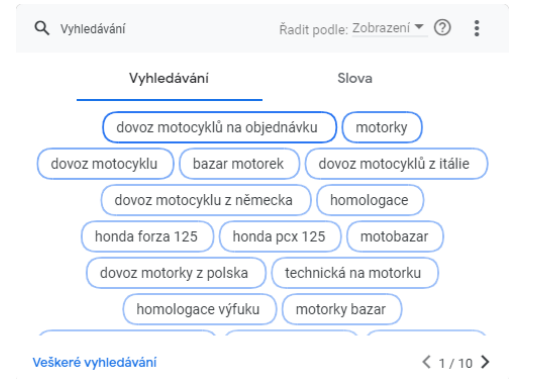 Vyhledávání Řadit podle: Zobrazení
Vyhledávání Slova
dovoz motocyklů na objednávku motorky
dovoz motocyklu bazar motorek dovoz motocyklů z itálie
dovoz motocyklu z německa homologace
honda forza 125 honda pcx 125 motobazar
dovoz motorky z polska technická na motorku
homologace výfuku motorky bazar
Veškeré vyhledávání 1 / 10